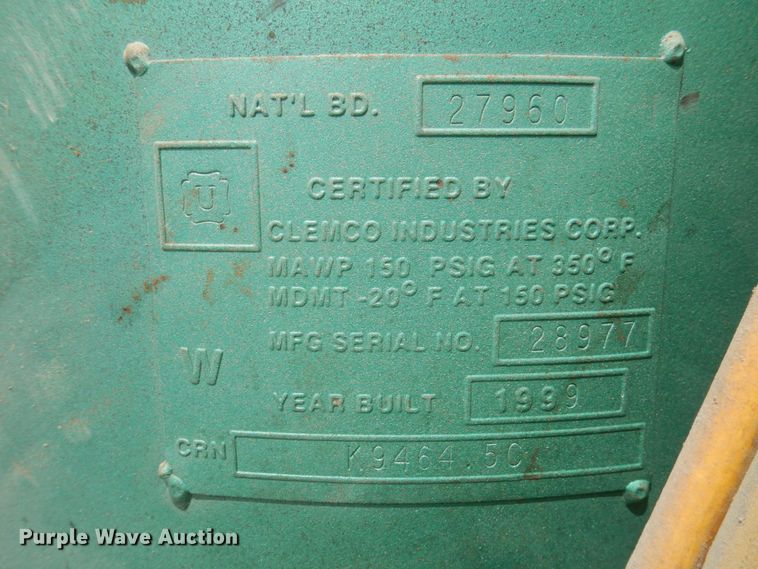 NAT'L BD. 27960
U
CERTIFIED BY
CLEMCO INDUSTRIES CORP.
MAWP 150 PSIG AT 350° F
MDMT -20° F AT 150 PSIG
W
MFG SERIAL NO. 28977
YEAR BUILT 1999
CRN K9464.5C
Purple Wave Auction®